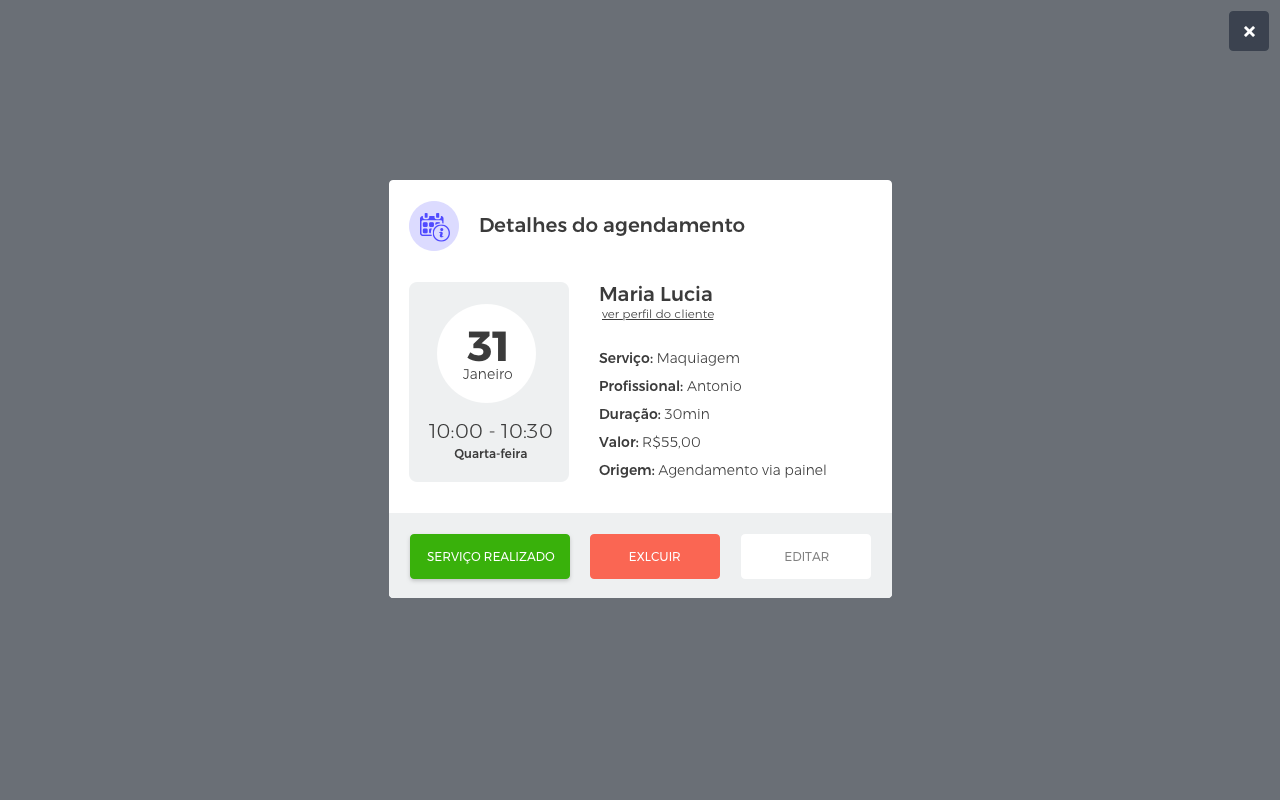 Detalhes do agendamento
31
Janeiro
10:00 - 10:30
Quarta-feira
Maria Lucia
ver perfil do cliente
Serviço: Maquiagem
Profissional: Antonio
Duração: 30min
Valor: R$55,00
Origem: Agendamento via painel
SERVIÇO REALIZADO
EXLCUIR
EDITAR